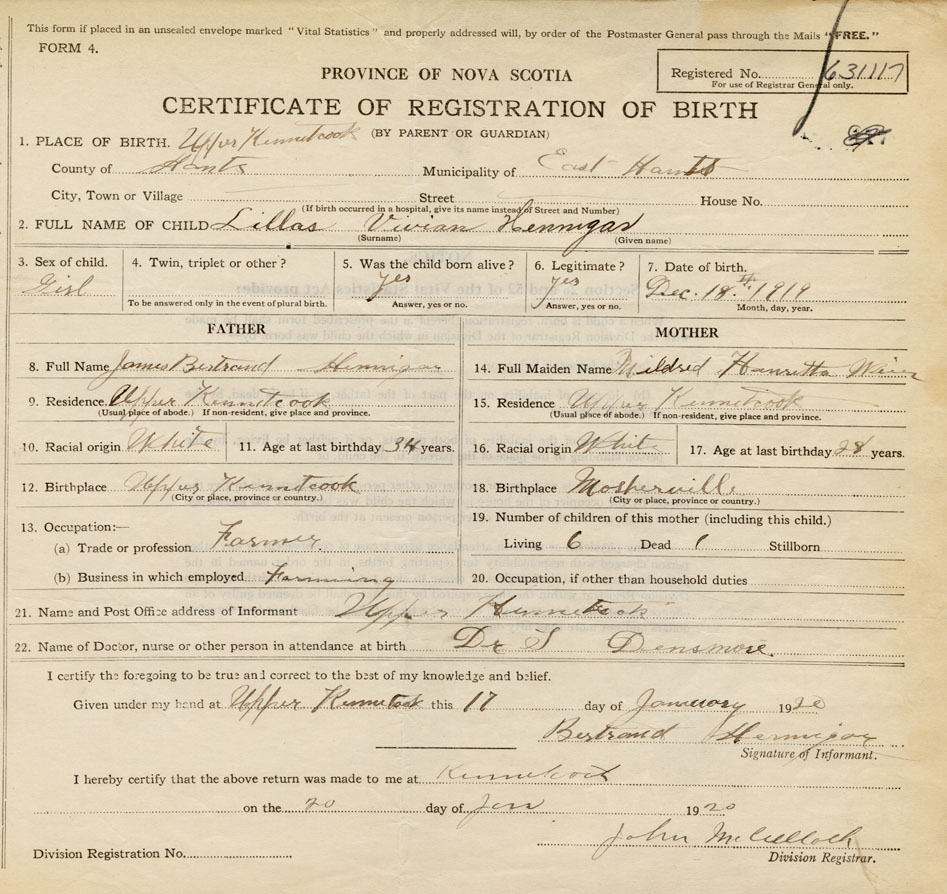 This form if placed in an unsealed envelope marked "Vital Statistics" and properly addressed will, by order of the Postmaster General pass through the Mails "FREE."
FORM 4.
PROVINCE OF NOVA SCOTIA
Registered No. 631117
For use of Registrar General only.
CERTIFICATE OF REGISTRATION OF BIRTH
(BY PARENT OR GUARDIAN)
1. PLACE OF BIRTH. Upper Kennetcook
County of Hants Municipality of East Hants
City, Town or Village Street House No.
(If birth occurred in a hospital, give its name instead of Street and Number)
2. FULL NAME OF CHILD Lillas Vivian Hennigar
(Surname) (Given name)
3. Sex of child. Girl
4. Twin, triplet or other?
To be answered only in the event of plural birth.
5. Was the child born alive? Yes
Answer, yes or no.
6. Legitimate? Yes
Answer, yes or no.
7. Date of birth. Dec. 18th 1919
Month, day, year.
FATHER
8. Full Name James Bertrand Hennigar
9. Residence. Upper Kennetcook
(Usual place of abode.) If non-resident, give place and province.
10. Racial origin White 11. Age at last birthday 34 years.
12. Birthplace Upper Kennetcook
(City or place, province or country.)
13. Occupation:—
(a) Trade or profession Farmer
(b) Business in which employed Farming
MOTHER
14. Full Maiden Name Mildred Henretta
15. Residence Upper Kennetcook
(Usual place of abode.) If non-resident, give place and province.
16. Racial origin White 17. Age at last birthday 28 years.
18. Birthplace Mosherville
(City or place, province or country.)
19. Number of children of this mother (including this child.)
Living 6 Dead 1 Stillborn
20. Occupation, if other than household duties
21. Name and Post Office address of Informant Upper Kennetcook
22. Name of Doctor, nurse or other person in attendance at birth Dr S Densmore.
I certify the foregoing to be true and correct to the best of my knowledge and belief.
Given under my hand at Upper Kennetcook this 17 day of January 1920
Bertrand Hennigar
Signature of Informant.
I hereby certify that the above return was made to me at Kennetcook
on the 20 day of Jan 1920
John McCulloch
Division Registrar.
Division Registration No.